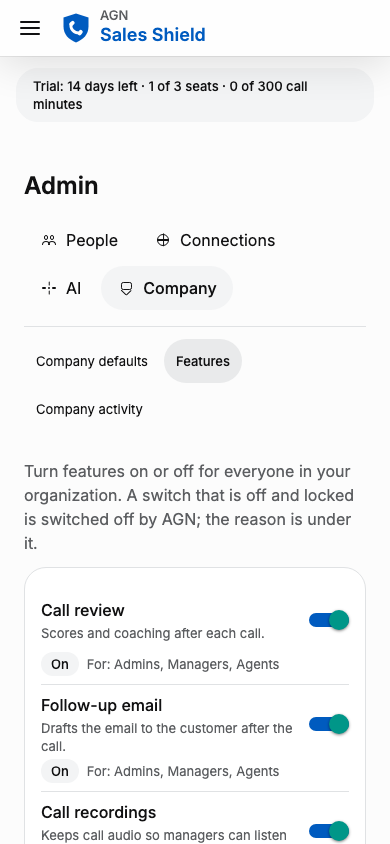 AGN
Sales Shield
Trial: 14 days left · 1 of 3 seats · 0 of 300 call
minutes
Admin
People
Connections
AI
Company
Company defaults
Features
Company activity
Turn features on or off for everyone in your
organization. A switch that is off and locked
is switched off by AGN; the reason is under
it.
Call review
Scores and coaching after each call.
On
For: Admins, Managers, Agents
Follow-up email
Drafts the email to the customer after the
call.
On
For: Admins, Managers, Agents
Call recordings
Keeps call audio so managers can listen